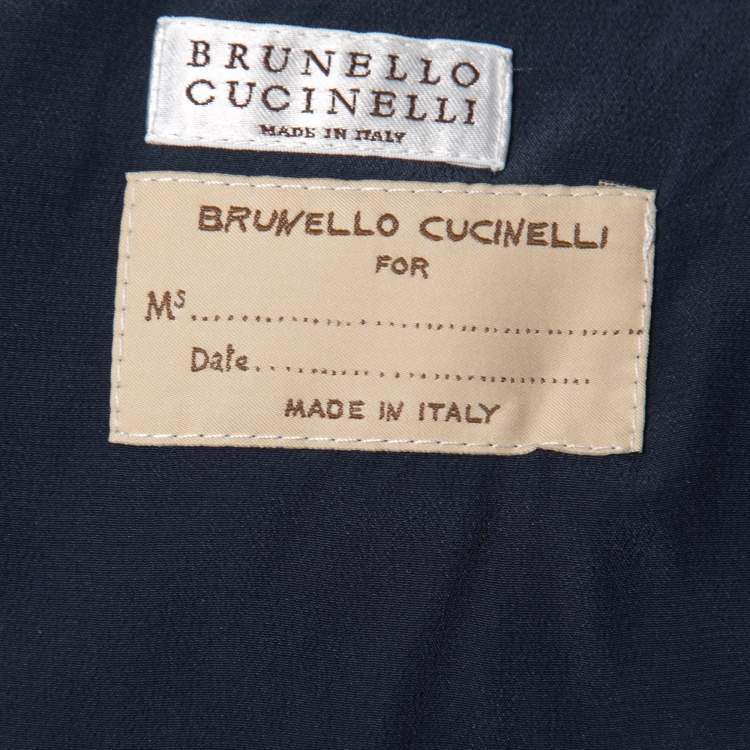 BRUNELLO
CUCINELLI
MADE IN ITALY
BRUNELLO CUCINELLI
FOR
Ms..............................................
Date...................................
MADE IN ITALY